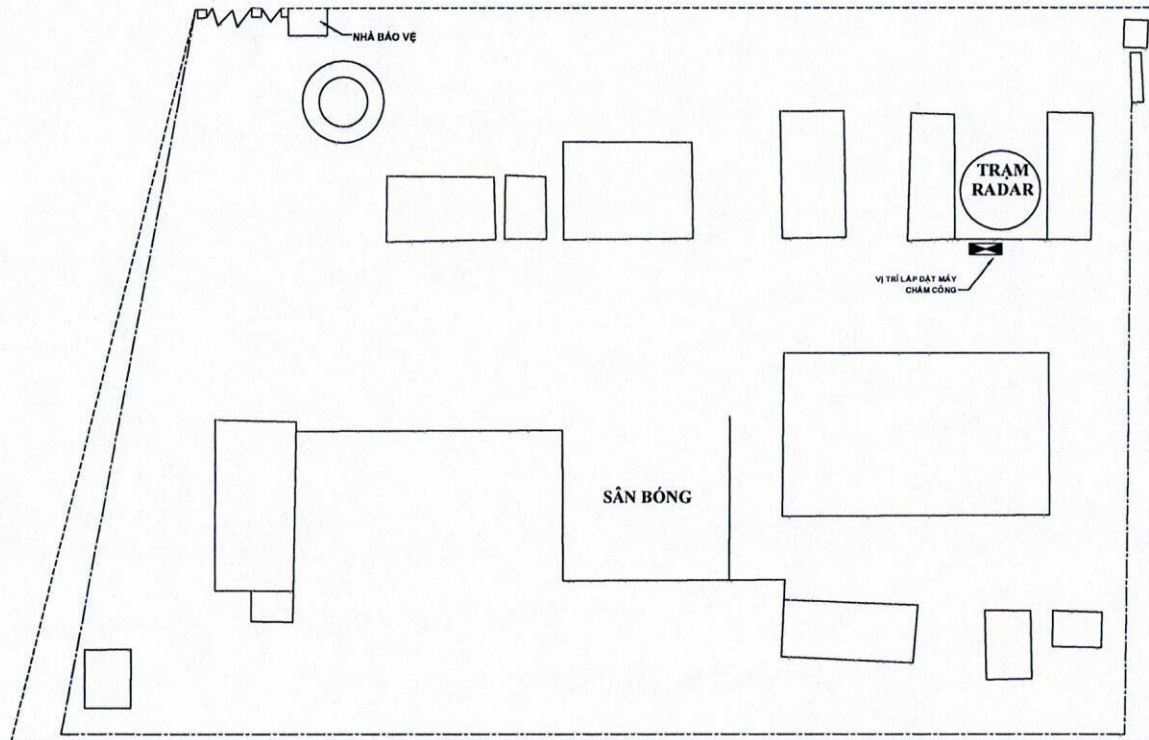 NHÀ BẢO VỆ
TRẠM
RADAR
VỊ TRÍ LẮP ĐẶT MÁY
CHẤM CÔNG
SÂN BÓNG